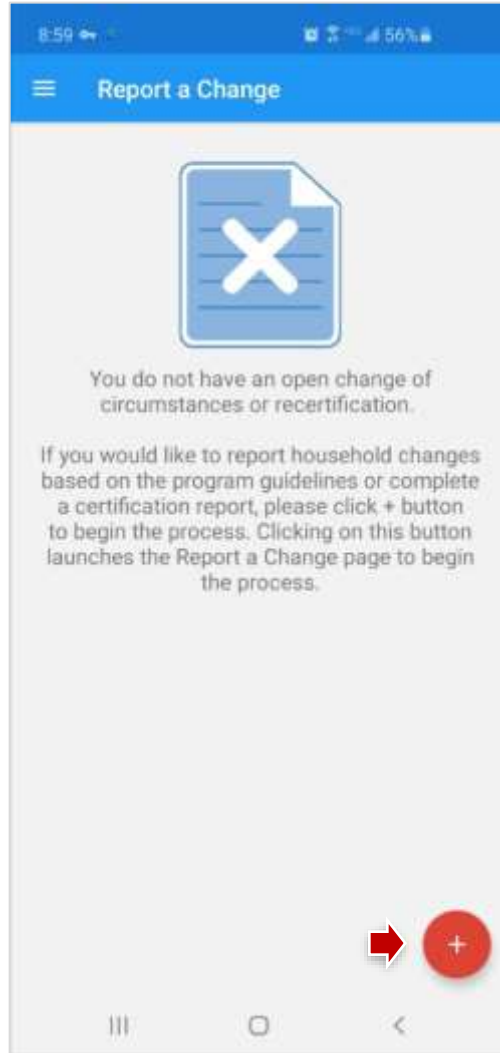 8:59
56%
Report a Change
You do not have an open change of
circumstances or recertification.
If you would like to report household changes
based on the program guidelines or complete
a certification report, please click + button
to begin the process. Clicking on this button
launches the Report a Change page to begin
the process.
+